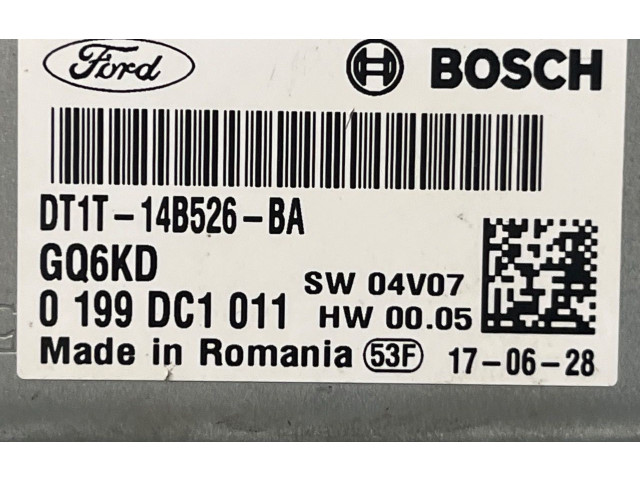 Ford BOSCH
DT1T-14B526-BA
GQ6KD
SW 04V07
0 199 DC1 011 HW 00.05
Made in Romania 53F 17-06-28